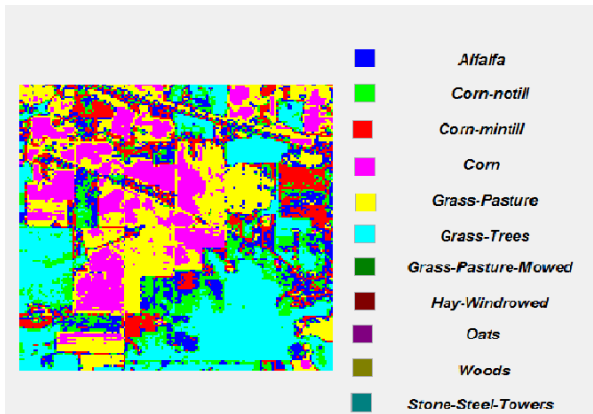 Alfalfa
Corn-notill
Corn-mintill
Corn
Grass-Pasture
Grass-Trees
Grass-Pasture-Mowed
Hay-Windrowed
Oats
Woods
Stone-Steel-Towers